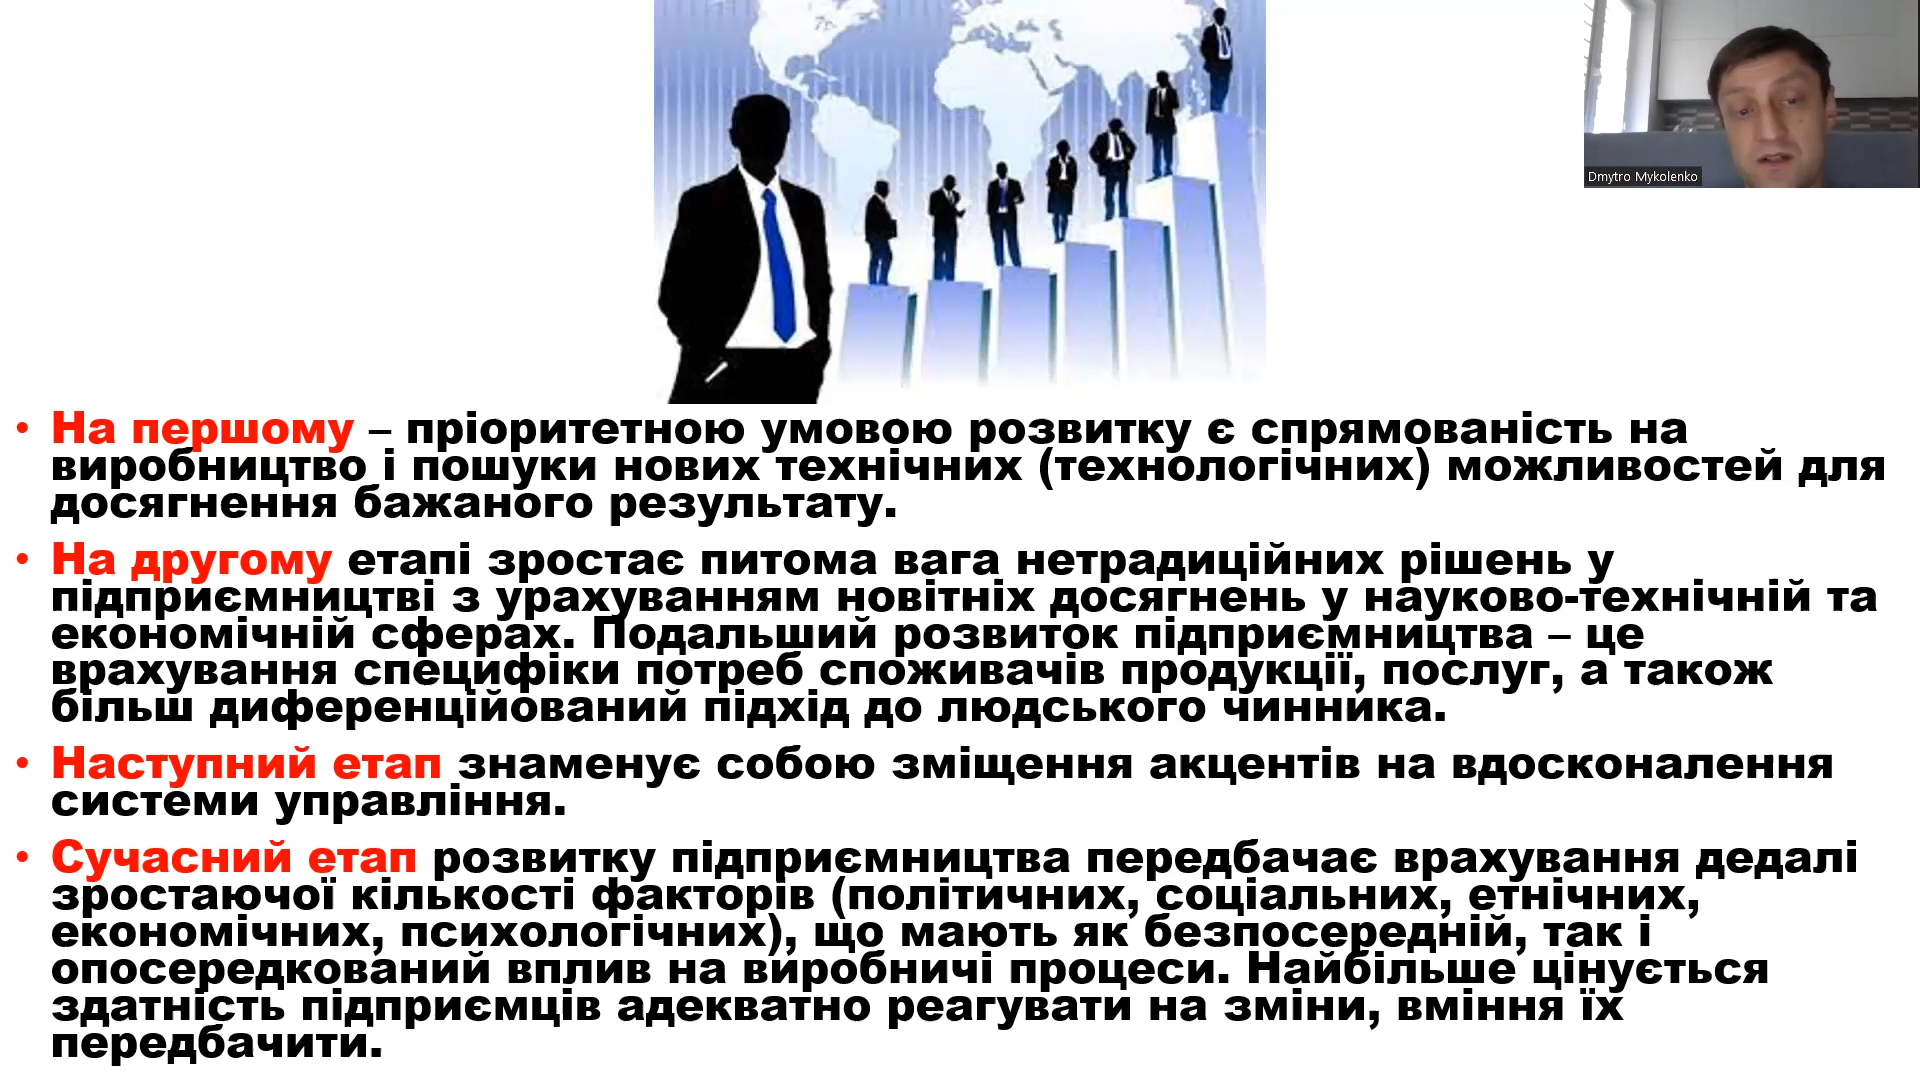 Dmytro Mykolenko
• На першому – пріоритетною умовою розвитку є спрямованість на
виробництво і пошуки нових технічних (технологічних) можливостей для
досягнення бажаного результату.
• На другому етапі зростає питома вага нетрадиційних рішень у
підприємництві з урахуванням новітніх досягнень у науково-технічній та
економічній сферах. Подальший розвиток підприємництва – це
врахування специфіки потреб споживачів продукції, послуг, а також
більш диференційований підхід до людського чинника.
• Наступний етап знаменує собою зміщення акцентів на вдосконалення
системи управління.
• Сучасний етап розвитку підприємництва передбачає врахування дедалі
зростаючої кількості факторів (політичних, соціальних, етнічних,
економічних, психологічних), що мають як безпосередній, так і
опосередкований вплив на виробничі процеси. Найбільше цінується
здатність підприємців адекватно реагувати на зміни, вміння їх
передбачити.